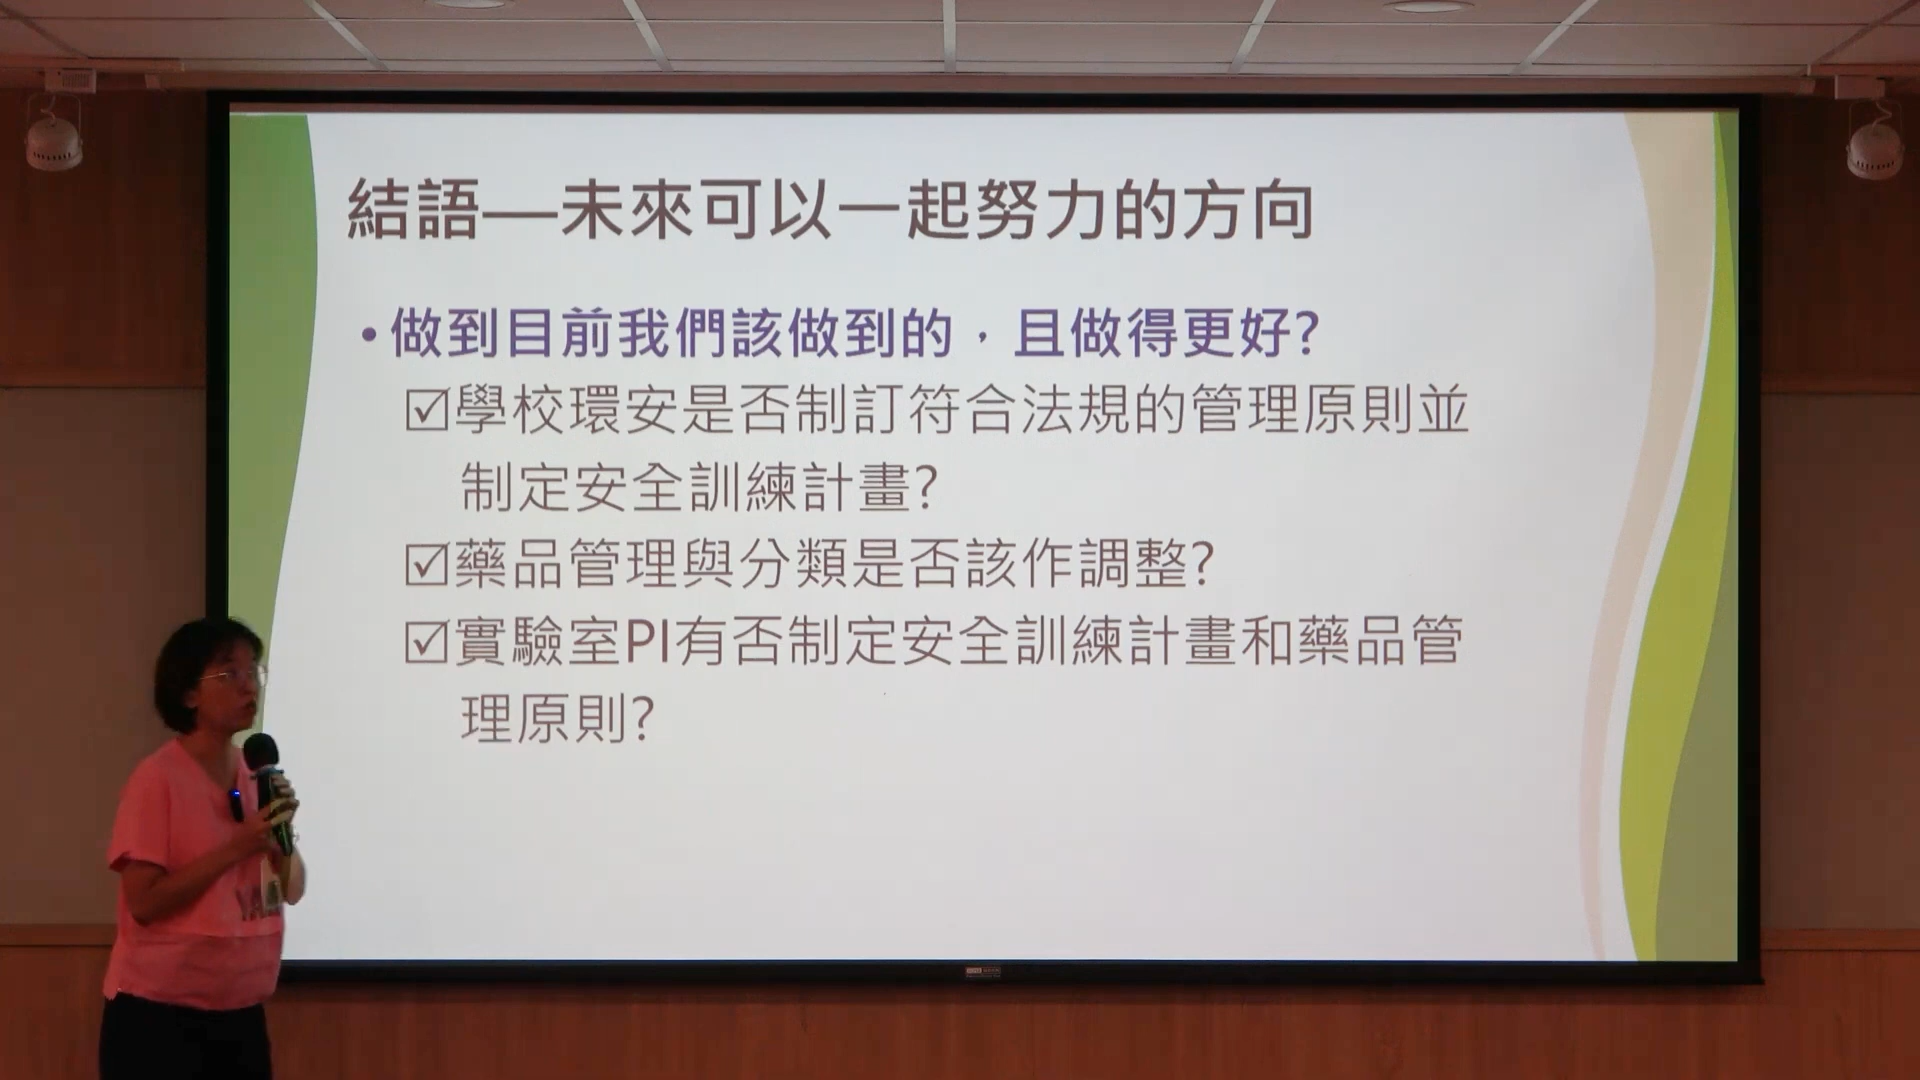 結語—未來可以一起努力的方向
•做到目前我們該做到的，且做得更好?
☑學校環安是否制訂符合法規的管理原則並
制定安全訓練計畫?
☑藥品管理與分類是否該作調整?
☑實驗室PI有否制定安全訓練計畫和藥品管
理原則?